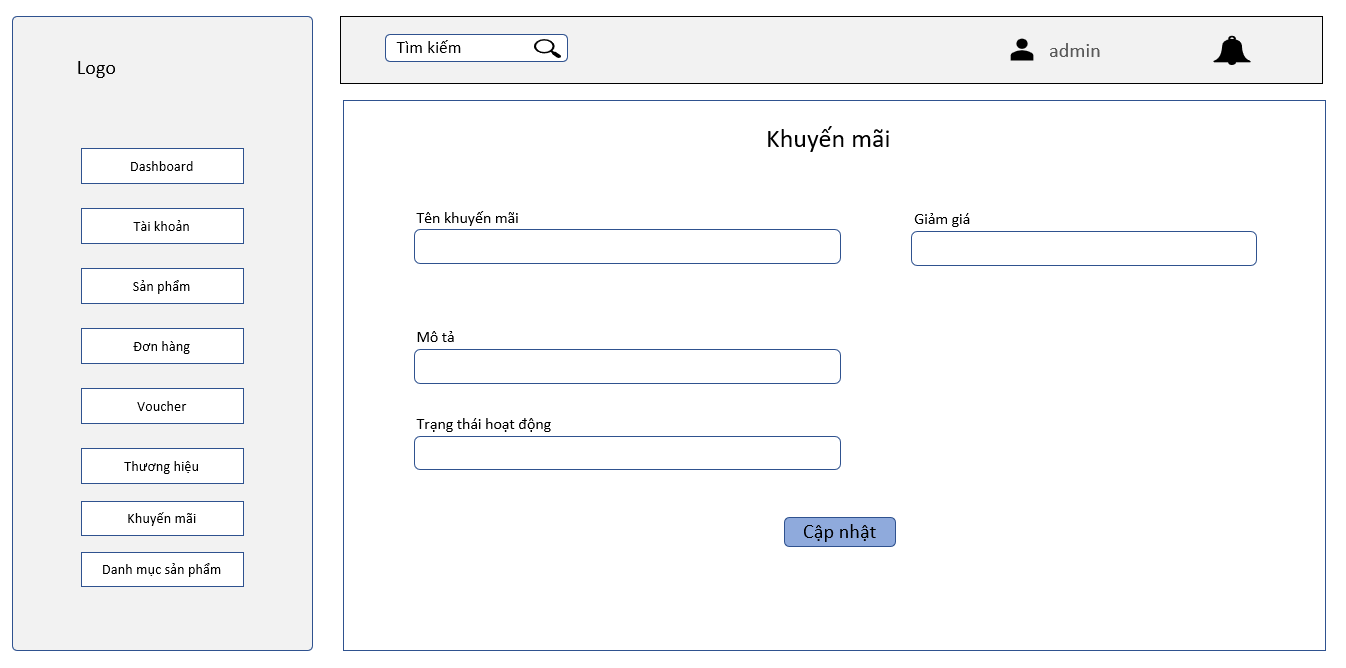 Logo
Dashboard
Tài khoản
Sản phẩm
Đơn hàng
Voucher
Thương hiệu
Khuyến mãi
Danh mục sản phẩm
Tìm kiếm
admin
Khuyến mãi
Tên khuyến mãi
Giảm giá
Mô tả
Trạng thái hoạt động
Cập nhật